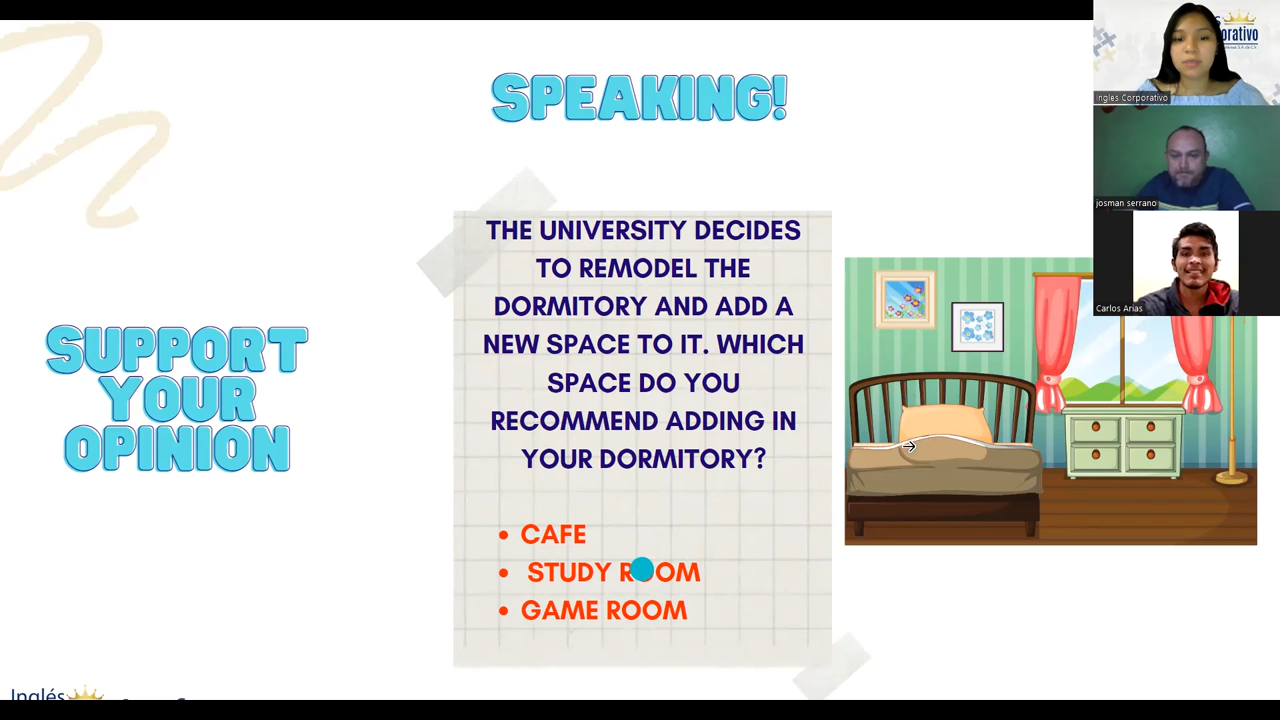 SPEAKING!
SUPPORT
YOUR
OPINION
THE UNIVERSITY DECIDES
TO REMODEL THE
DORMITORY AND ADD A
NEW SPACE TO IT. WHICH
SPACE DO YOU
RECOMMEND ADDING IN
YOUR DORMITORY?
• CAFE
• STUDY ROOM
• GAME ROOM
Ingles Corporativo
josman serrano
Carlos Arias
Inglés